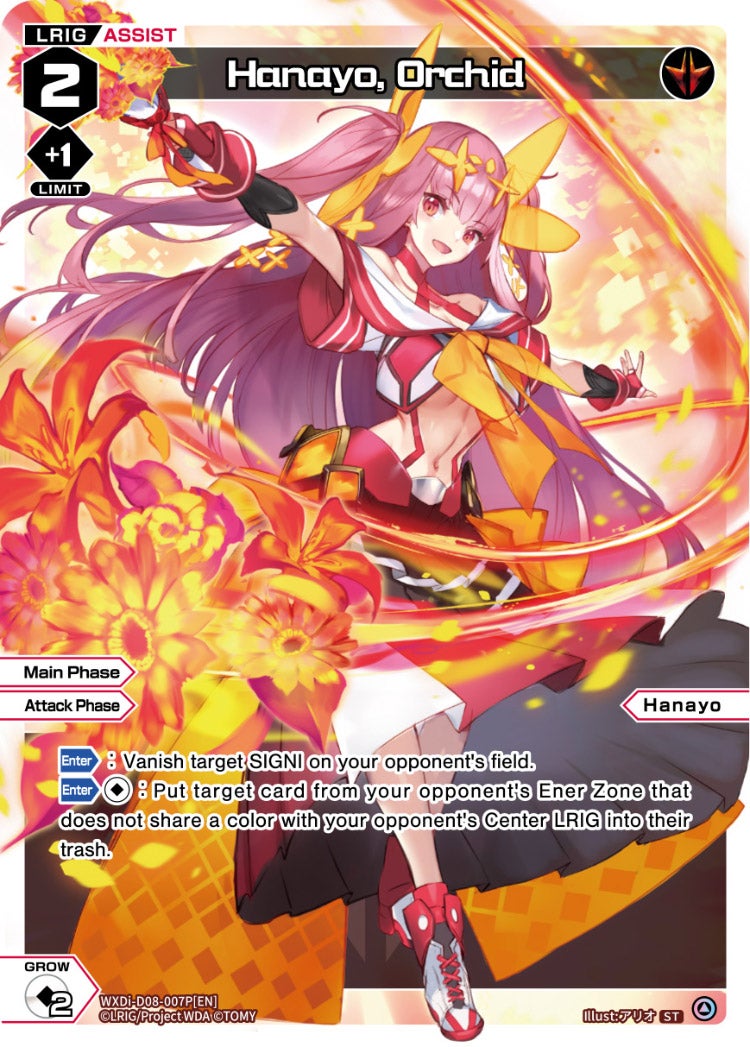 LRIG ASSIST
2
Hanayo, Orchid
+1
LIMIT
Main Phase
Attack Phase
Hanayo
Enter : Vanish target SIGNI on your opponent's field.
Enter : Put target card from your opponent's Ener Zone that
does not share a color with your opponent's Center LRIG into their
trash.
GROW
2
WXDi-D08-007P[EN]
©LRIG/Project WDA ©TOMY
Illust:アリオ ST